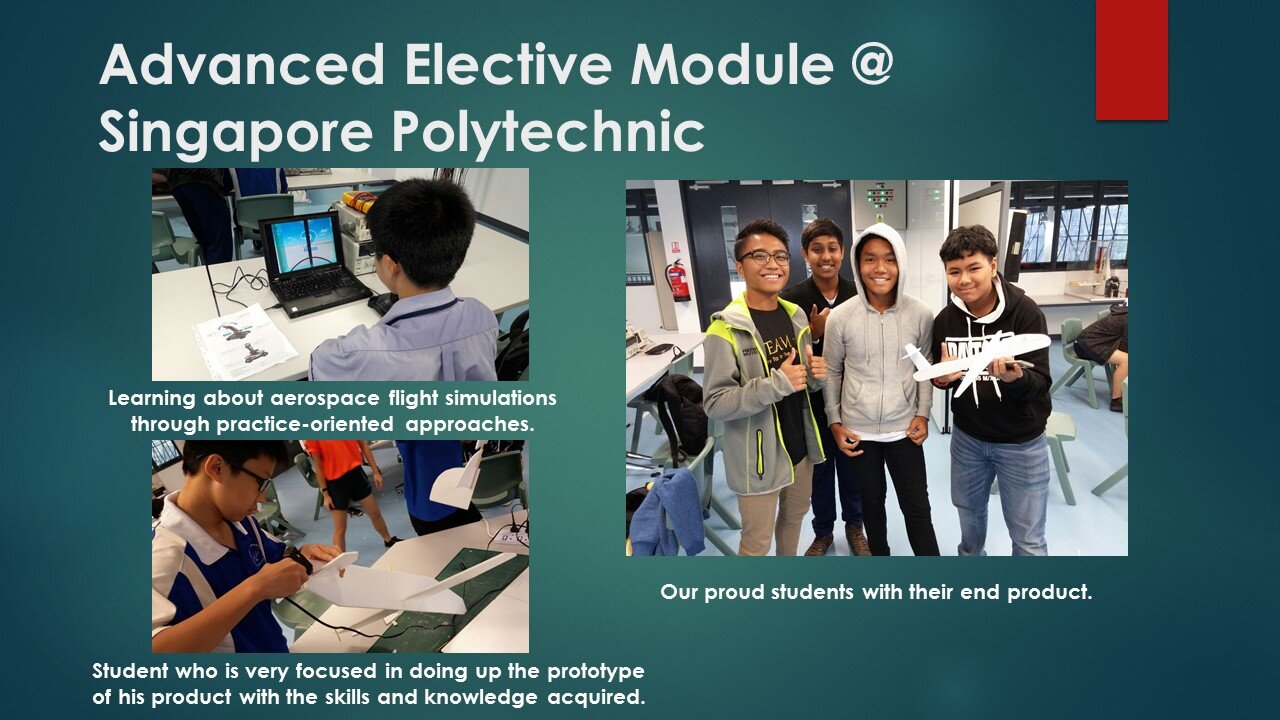 Advanced Elective Module @
Singapore Polytechnic
Learning about aerospace flight simulations
through practice-oriented approaches.
Student who is very focused in doing up the prototype
of his product with the skills and knowledge acquired.
TEAM
Our proud students with their end product.